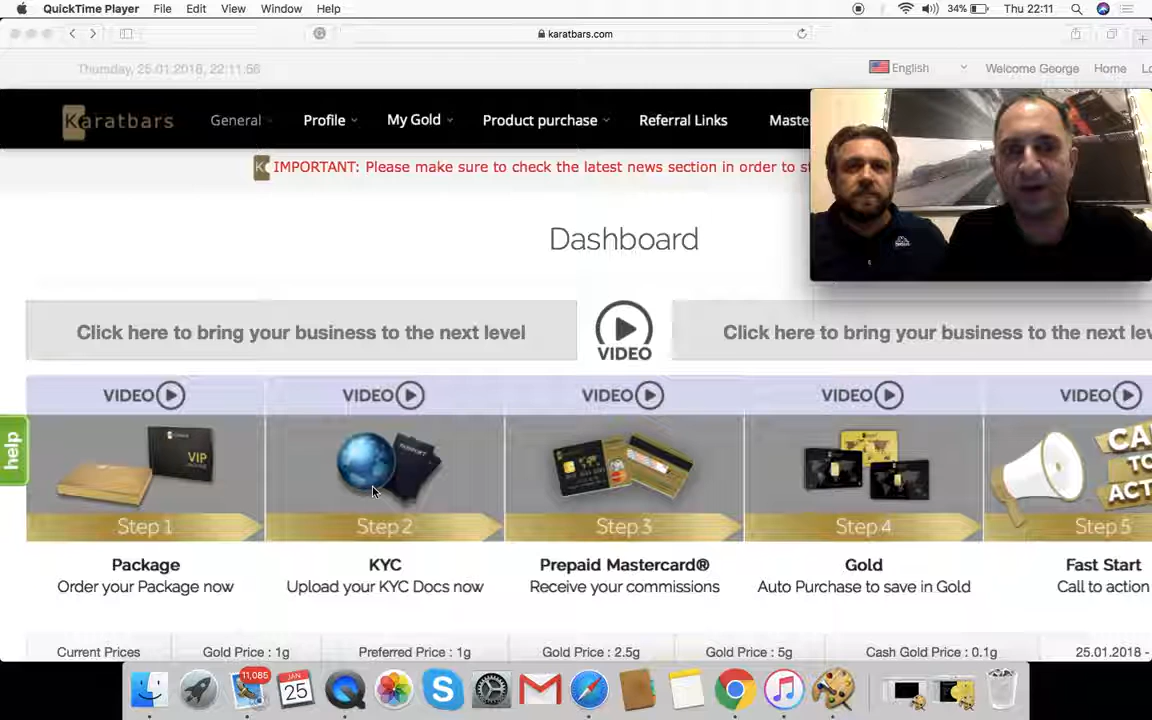 QuickTime Player File Edit View Window Help 34% Thu 22:11
karatbars.com
Thursday, 25.01.2018, 22:11:56 English Welcome George Home
Karatbars General Profile My Gold Product purchase Referral Links
IMPORTANT: Please make sure to check the latest news section in order to
Dashboard
Click here to bring your business to the next level VIDEO Click here to bring your business to the next
VIDEO VIDEO VIDEO VIDEO VIDEO
help
VIP
PASSPORT
Step 1 Step 2 Step 3 Step 4 Step 5
Package KYC Prepaid Mastercard® Gold Fast Start
Order your Package now Upload your KYC Docs now Receive your commissions Auto Purchase to save in Gold Call to action
Current Prices Gold Price : 1g Preferred Price : 1g Gold Price : 2.5g Gold Price : 5g Cash Gold Price : 0.1g 25.01.2018 -
11,085
JAN
25